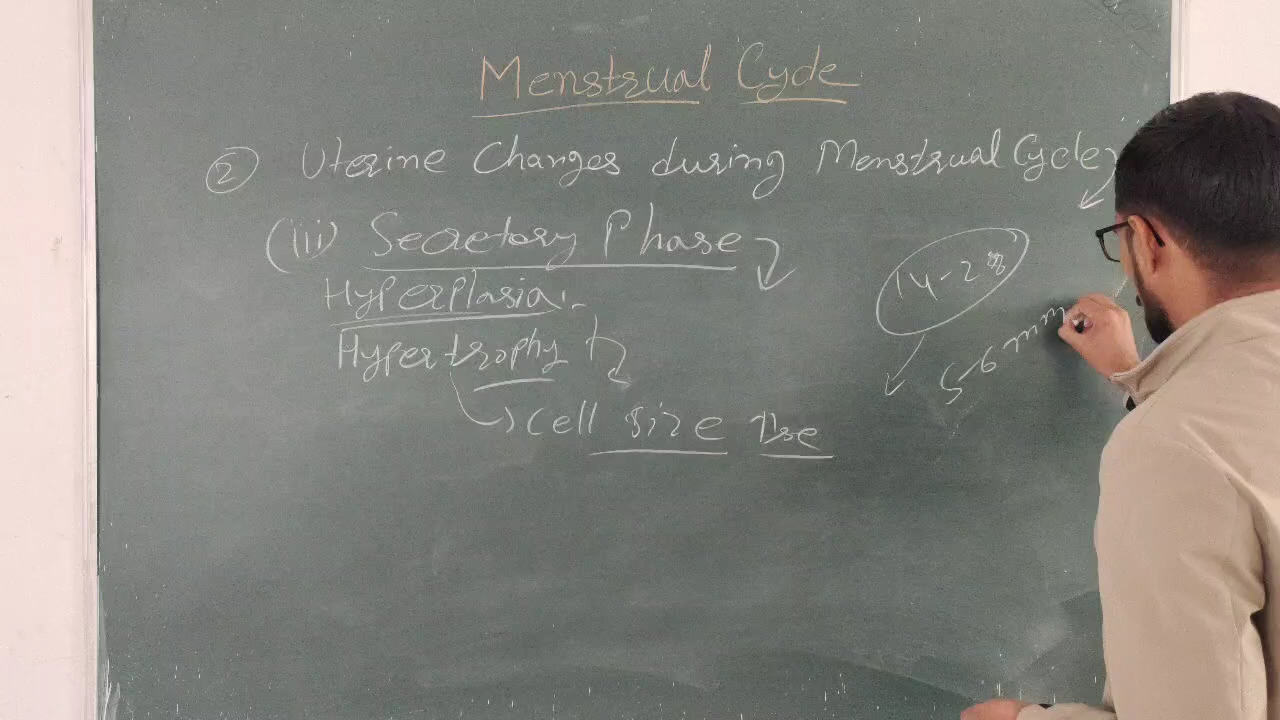 Menstrual Cycle
② Uterine Changes during Menstrual Cycle
(iii) Secretory Phase
14-28
Hyperplasia
5-6 mm
Hypertrophy
cell size ↑se